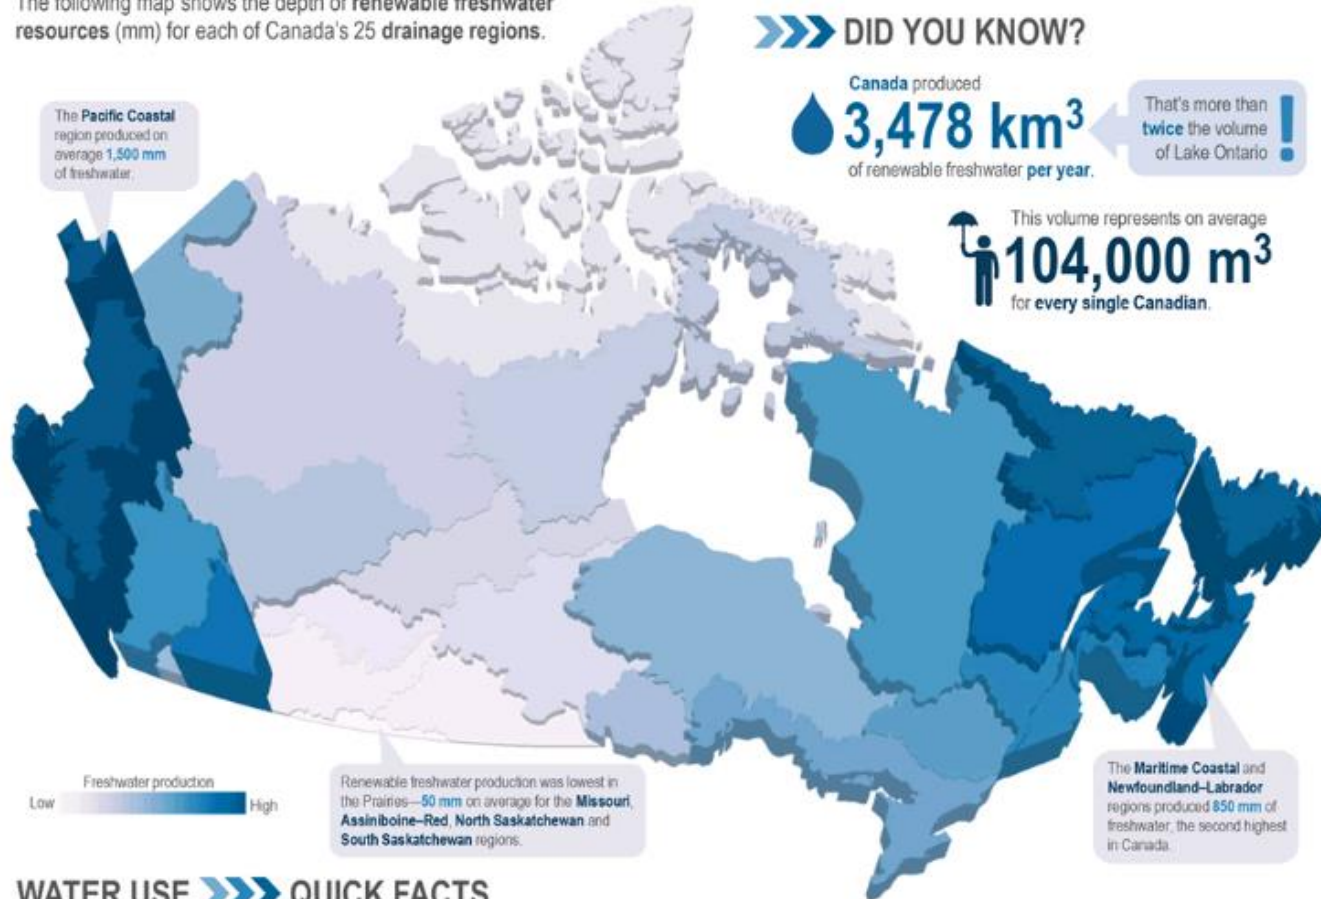 The following map shows the depth of renewable freshwater
resources (mm) for each of Canada's 25 drainage regions.
DID YOU KNOW?
Canada produced
3,478 km³
of renewable freshwater per year.
That's more than
twice the volume
of Lake Ontario
!
This volume represents on average
104,000 m³
for every single Canadian.
The Pacific Coastal
region produced on
average 1,500 mm
of freshwater.
Freshwater production
Low
High
Renewable freshwater production was lowest in
the Prairies—50 mm on average for the Missouri,
Assiniboine–Red, North Saskatchewan and
South Saskatchewan regions.
The Maritime Coastal and
Newfoundland–Labrador
regions produced 850 mm of
freshwater, the second highest
in Canada.
WATER USE
QUICK FACTS